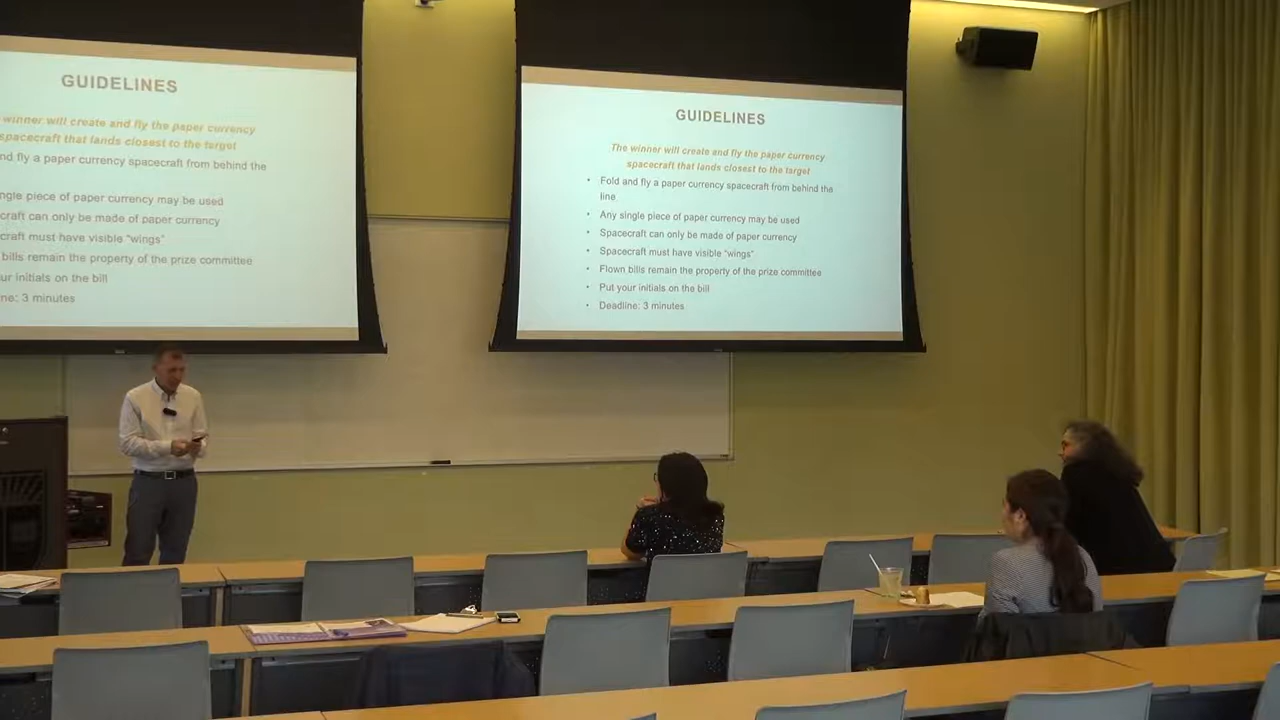 GUIDELINES
winner will create and fly the paper currency
spacecraft that lands closest to the target
nd fly a paper currency spacecraft from behind the
ngle piece of paper currency may be used
craft can only be made of paper currency
craft must have visible "wings"
bills remain the property of the prize committee
ur initials on the bill
ne: 3 minutes
GUIDELINES
The winner will create and fly the paper currency
spacecraft that lands closest to the target
• Fold and fly a paper currency spacecraft from behind the
line
• Any single piece of paper currency may be used
• Spacecraft can only be made of paper currency
• Spacecraft must have visible "wings"
• Flown bills remain the property of the prize committee
• Put your initials on the bill
• Deadline: 3 minutes